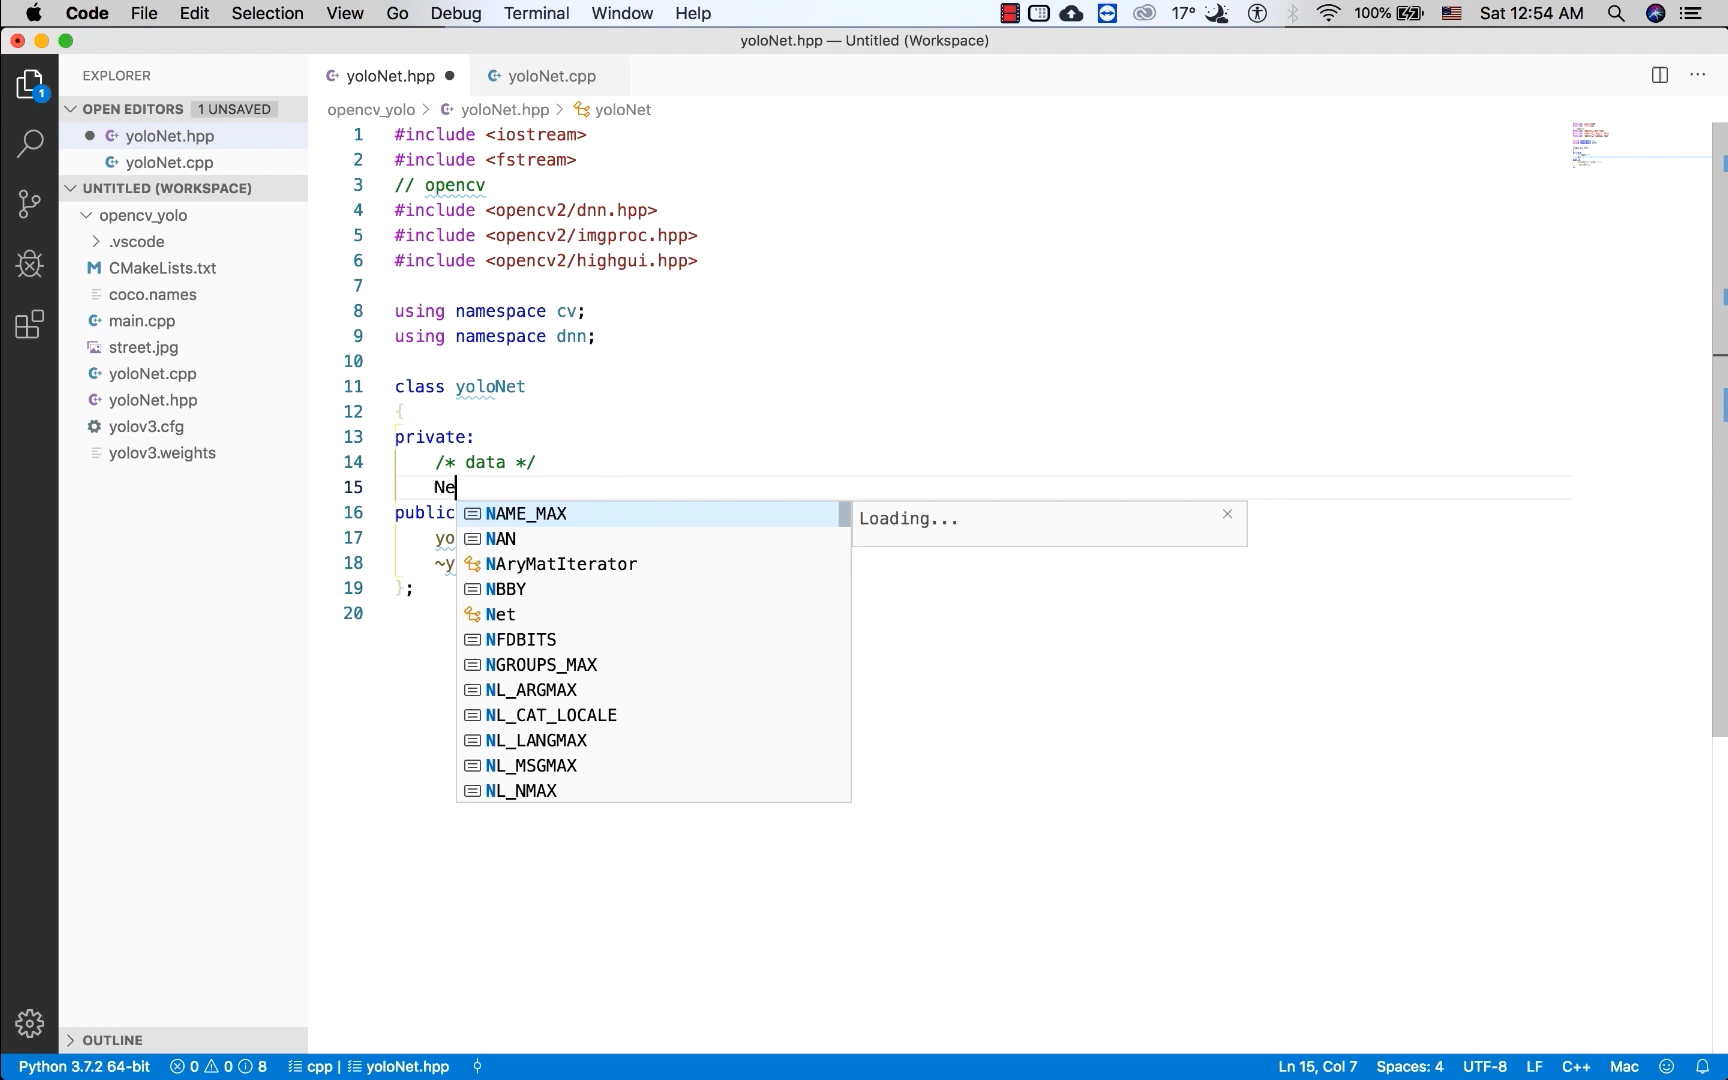 Code File Edit Selection View Go Debug Terminal Window Help 17° 100% Sat 12:54 AM
yoloNet.hpp — Untitled (Workspace)
EXPLORER
OPEN EDITORS 1 UNSAVED
yoloNet.hpp
yoloNet.cpp
UNTITLED (WORKSPACE)
opencv_yolo
.vscode
CMakeLists.txt
coco.names
main.cpp
street.jpg
yoloNet.cpp
yoloNet.hpp
yolov3.cfg
yolov3.weights
OUTLINE
1
yoloNet.hpp yoloNet.cpp
opencv_yolo > yoloNet.hpp > yoloNet
1 #include <iostream>
2 #include <fstream>
3 // opencv
4 #include <opencv2/dnn.hpp>
5 #include <opencv2/imgproc.hpp>
6 #include <opencv2/highgui.hpp>
7
8 using namespace cv;
9 using namespace dnn;
10
11 class yoloNet
12 {
13 private:
14 /* data */
15 Ne
16 public
17 yo
18 ~y
19 };
20
NAME_MAX
NAN
NAryMatIterator
NBBY
Net
NFDBITS
NGROUPS_MAX
NL_ARGMAX
NL_CAT_LOCALE
NL_LANGMAX
NL_MSGMAX
NL_NMAX
Loading...
Python 3.7.2 64-bit 0 0 8 cpp | yoloNet.hpp Ln 15, Col 7 Spaces: 4 UTF-8 LF C++ Mac